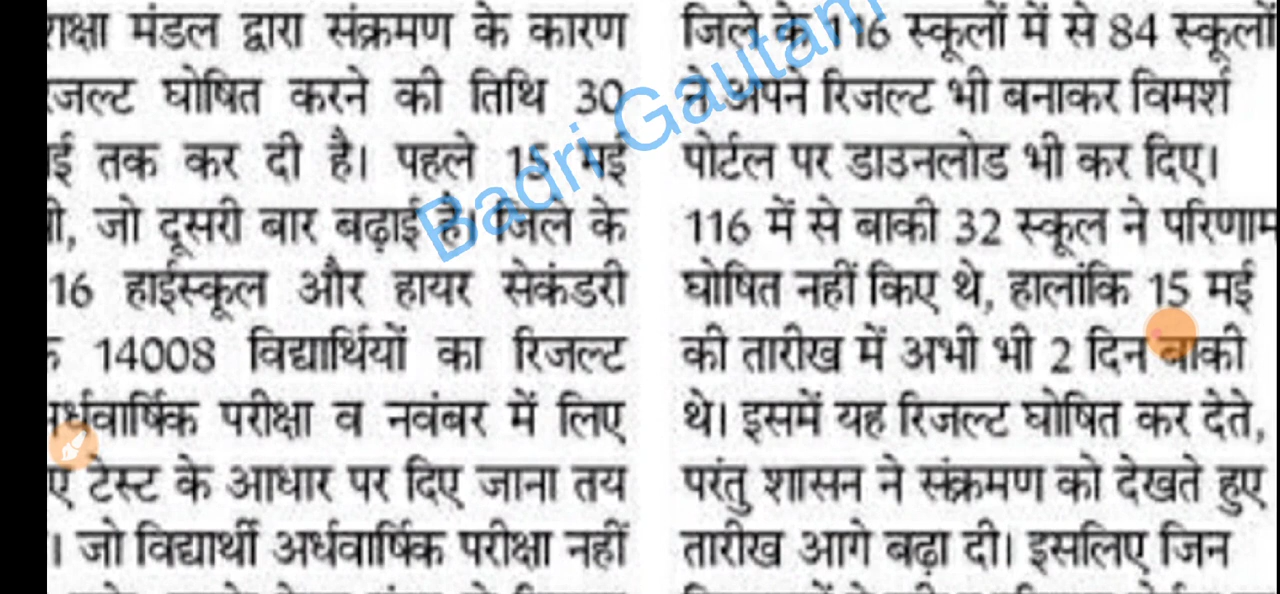 मंडल द्वारा संक्रमण के कारण
घोषित करने की तिथि 30
तक कर दी है। पहले 15 मई
जो दूसरी बार बढ़ाई है। जिले के
16 हाईस्कूल और हायर सेकंडरी
14008 विद्यार्थियों का रिजल्ट
परीक्षा व नवंबर में लिए
टेस्ट के आधार पर दिए जाना तय
। जो विद्यार्थी अर्धवार्षिक परीक्षा नहीं
जिले के 116 स्कूलों में से 84 स्कूलों
ने अपने रिजल्ट भी बनाकर विमर्श
पोर्टल पर डाउनलोड भी कर दिए।
116 में से बाकी 32 स्कूल ने परिणाम
घोषित नहीं किए थे, हालांकि 15 मई
की तारीख में अभी भी 2 दिन बाकी
थे। इसमें यह रिजल्ट घोषित कर देते,
परंतु शासन ने संक्रमण को देखते हुए
तारीख आगे बढ़ा दी। इसलिए जिन
Badri Gautam